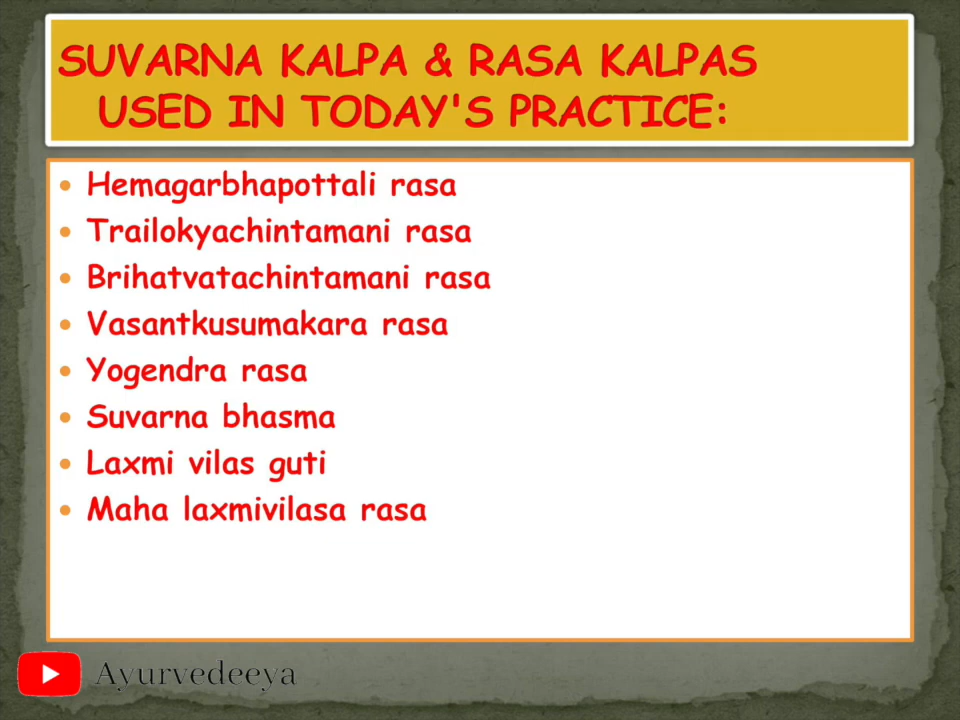 SUVARNA KALPA & RASA KALPAS
USED IN TODAY'S PRACTICE:
Hemagarbhapottali rasa
Trailokyachintamani rasa
Brihatvatachintamani rasa
Vasantkusumakara rasa
Yogendra rasa
Suvarna bhasma
Laxmi vilas guti
Maha laxmivilasa rasa
Ayurvedeeya